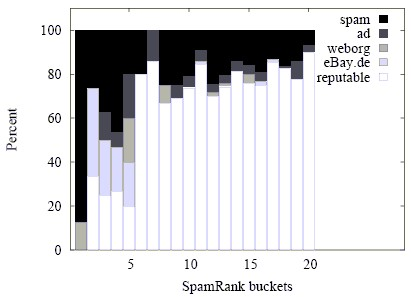 spam
ad
weborg
eBay.de
reputable
100
80
60
40
20
0
Percent
5
10
15
20
SpamRank buckets